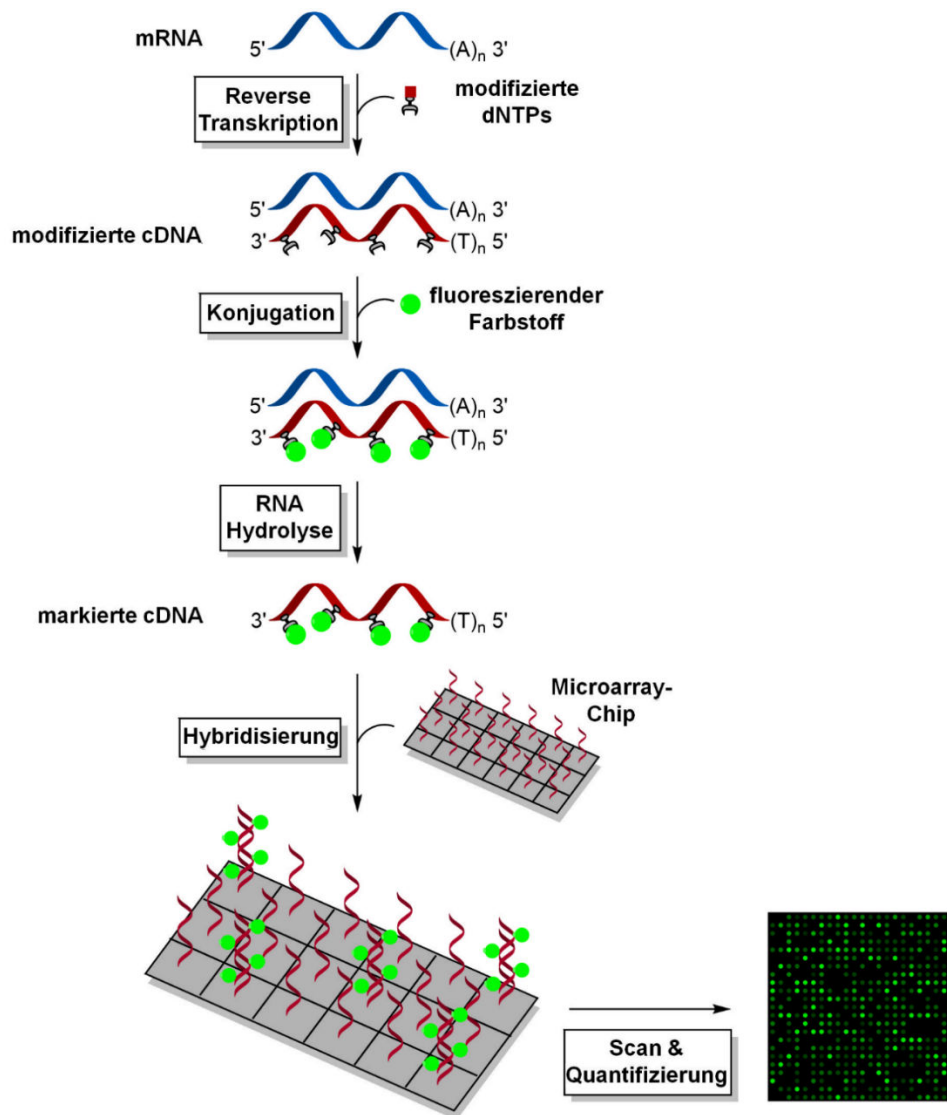 mRNA
5'
(A)n 3'
Reverse
Transkription
modifizierte
dNTPs
5'
(A)n 3'
modifizierte cDNA
3'
(T)n 5'
Konjugation
fluoreszierender
Farbstoff
5'
(A)n 3'
3'
(T)n 5'
RNA
Hydrolyse
markierte cDNA
3'
(T)n 5'
Microarray-
Chip
Hybridisierung
Scan &
Quantifizierung